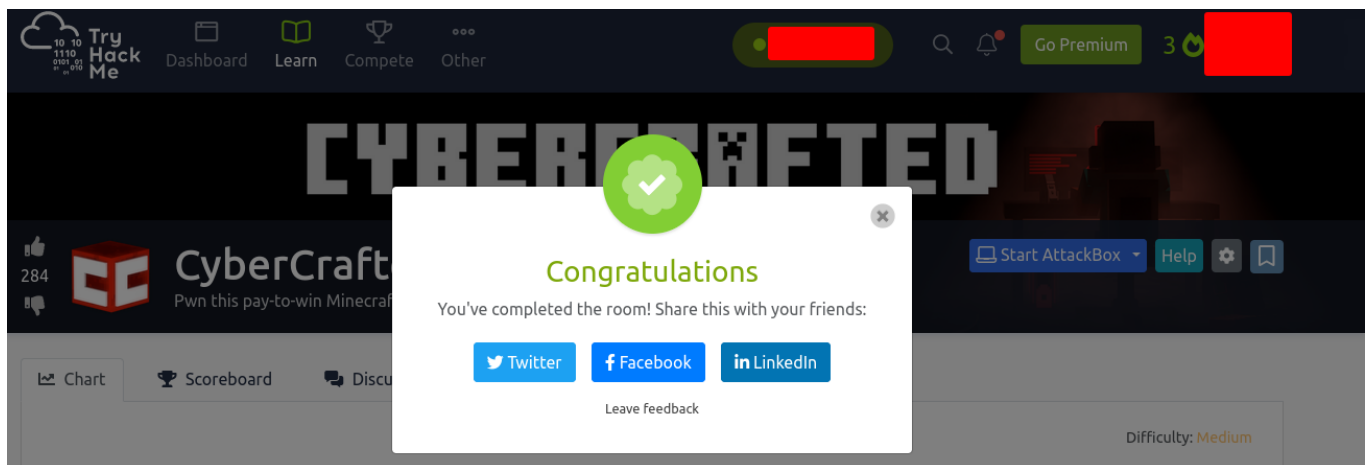 Try Hack Me
10 10
1110
0101 01
01 010
Dashboard
Learn
Compete
Other
Go Premium
3
CYBERCRAFTED
284
CyberCraft
Pwn this pay-to-win Minecraf
Start AttackBox
Help
Congratulations
You've completed the room! Share this with your friends:
Twitter
Facebook
LinkedIn
Leave feedback
Chart
Scoreboard
Discu
Difficulty: Medium